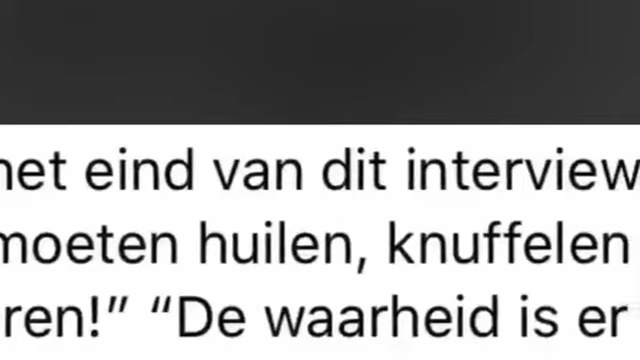 het eind van dit interview
moeten huilen, knuffelen
ren!” “De waarheid is er